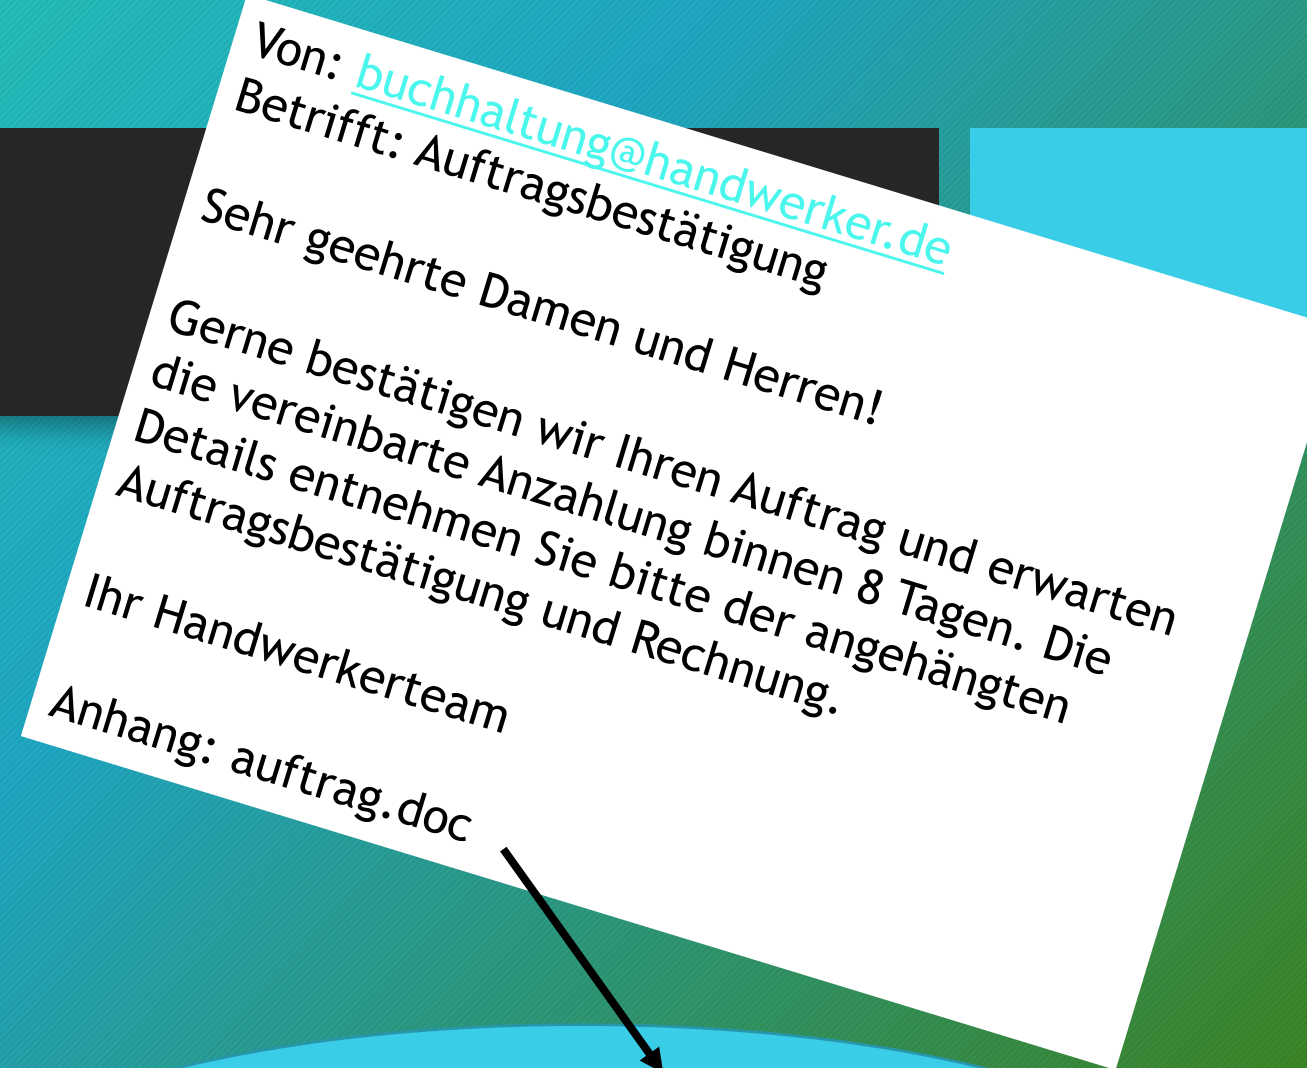 Von: buchhaltung@handwerker.de
Betrifft: Auftragsbestätigung
Sehr geehrte Damen und Herren!
Gerne bestätigen wir Ihren Auftrag und erwarten
die vereinbarte Anzahlung binnen 8 Tagen. Die
Details entnehmen Sie bitte der angehängten
Auftragsbestätigung und Rechnung.
Ihr Handwerkerteam
Anhang: auftrag.doc